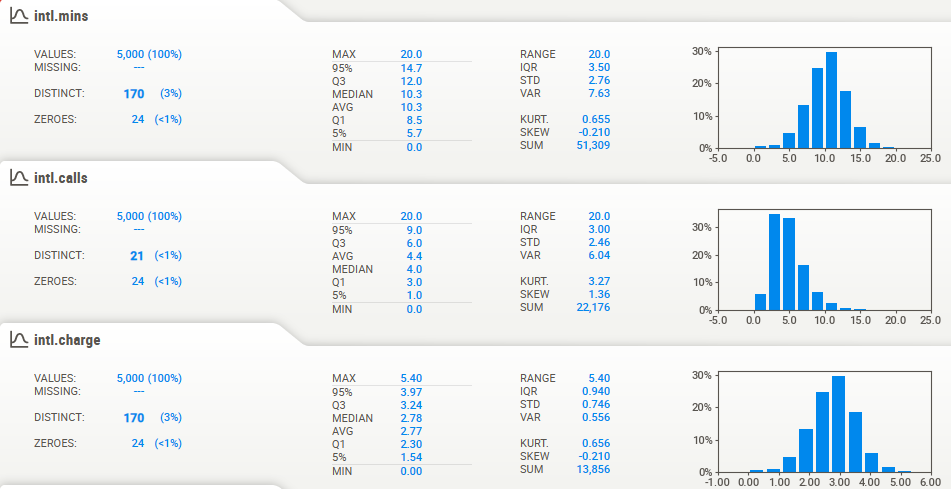 intl.mins
VALUES: 5,000 (100%)
MISSING: ---
DISTINCT: 170 (3%)
ZEROES: 24 (<1%)
MAX 20.0
95% 14.7
Q3 12.0
MEDIAN 10.3
AVG 10.3
Q1 8.5
5% 5.7
MIN 0.0
RANGE 20.0
IQR 3.50
STD 2.76
VAR 7.63
KURT. 0.655
SKEW -0.210
SUM 51,309
30%
20%
10%
0%
-5.0 0.0 5.0 10.0 15.0 20.0 25.0
intl.calls
VALUES: 5,000 (100%)
MISSING: ---
DISTINCT: 21 (<1%)
ZEROES: 24 (<1%)
MAX 20.0
95% 9.0
Q3 6.0
AVG 4.4
MEDIAN 4.0
Q1 3.0
5% 1.0
MIN 0.0
RANGE 20.0
IQR 3.00
STD 2.46
VAR 6.04
KURT. 3.27
SKEW 1.36
SUM 22,176
30%
20%
10%
0%
-5.0 0.0 5.0 10.0 15.0 20.0 25.0
intl.charge
VALUES: 5,000 (100%)
MISSING: ---
DISTINCT: 170 (3%)
ZEROES: 24 (<1%)
MAX 5.40
95% 3.97
Q3 3.24
MEDIAN 2.78
AVG 2.77
Q1 2.30
5% 1.54
MIN 0.00
RANGE 5.40
IQR 0.940
STD 0.746
VAR 0.556
KURT. 0.656
SKEW -0.210
SUM 13,856
30%
20%
10%
0%
-1.00 0.00 1.00 2.00 3.00 4.00 5.00 6.00